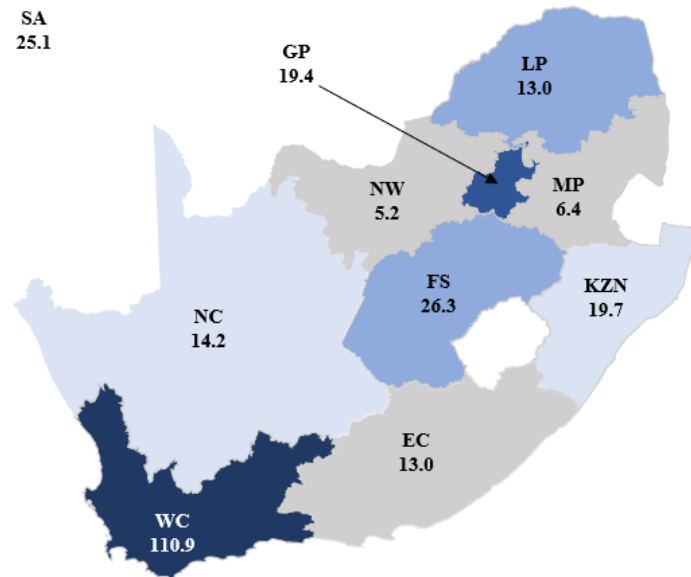 SA
25.1
GP
19.4
LP
13.0
NW
5.2
MP
6.4
FS
26.3
KZN
19.7
NC
14.2
EC
13.0
WC
110.9